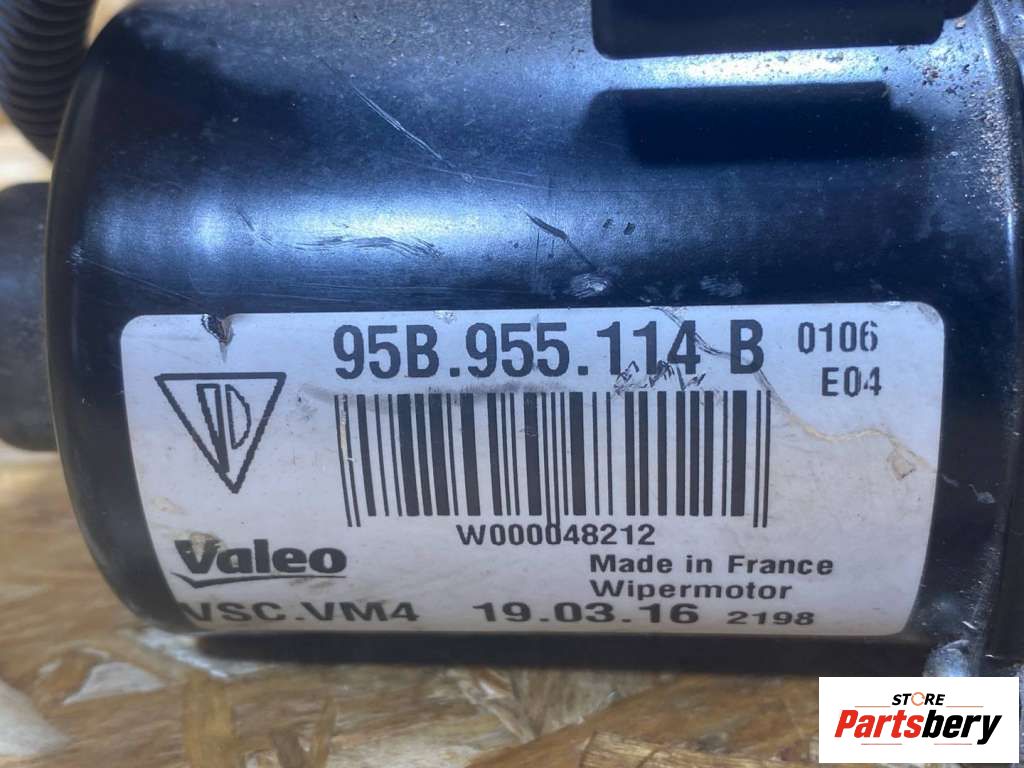 95B.955.114 B 0106
E04
PD
W000048212
Valeo
Made in France
Wipermotor
VSC.VM4 19.03.16 2198
STORE
Partsbery